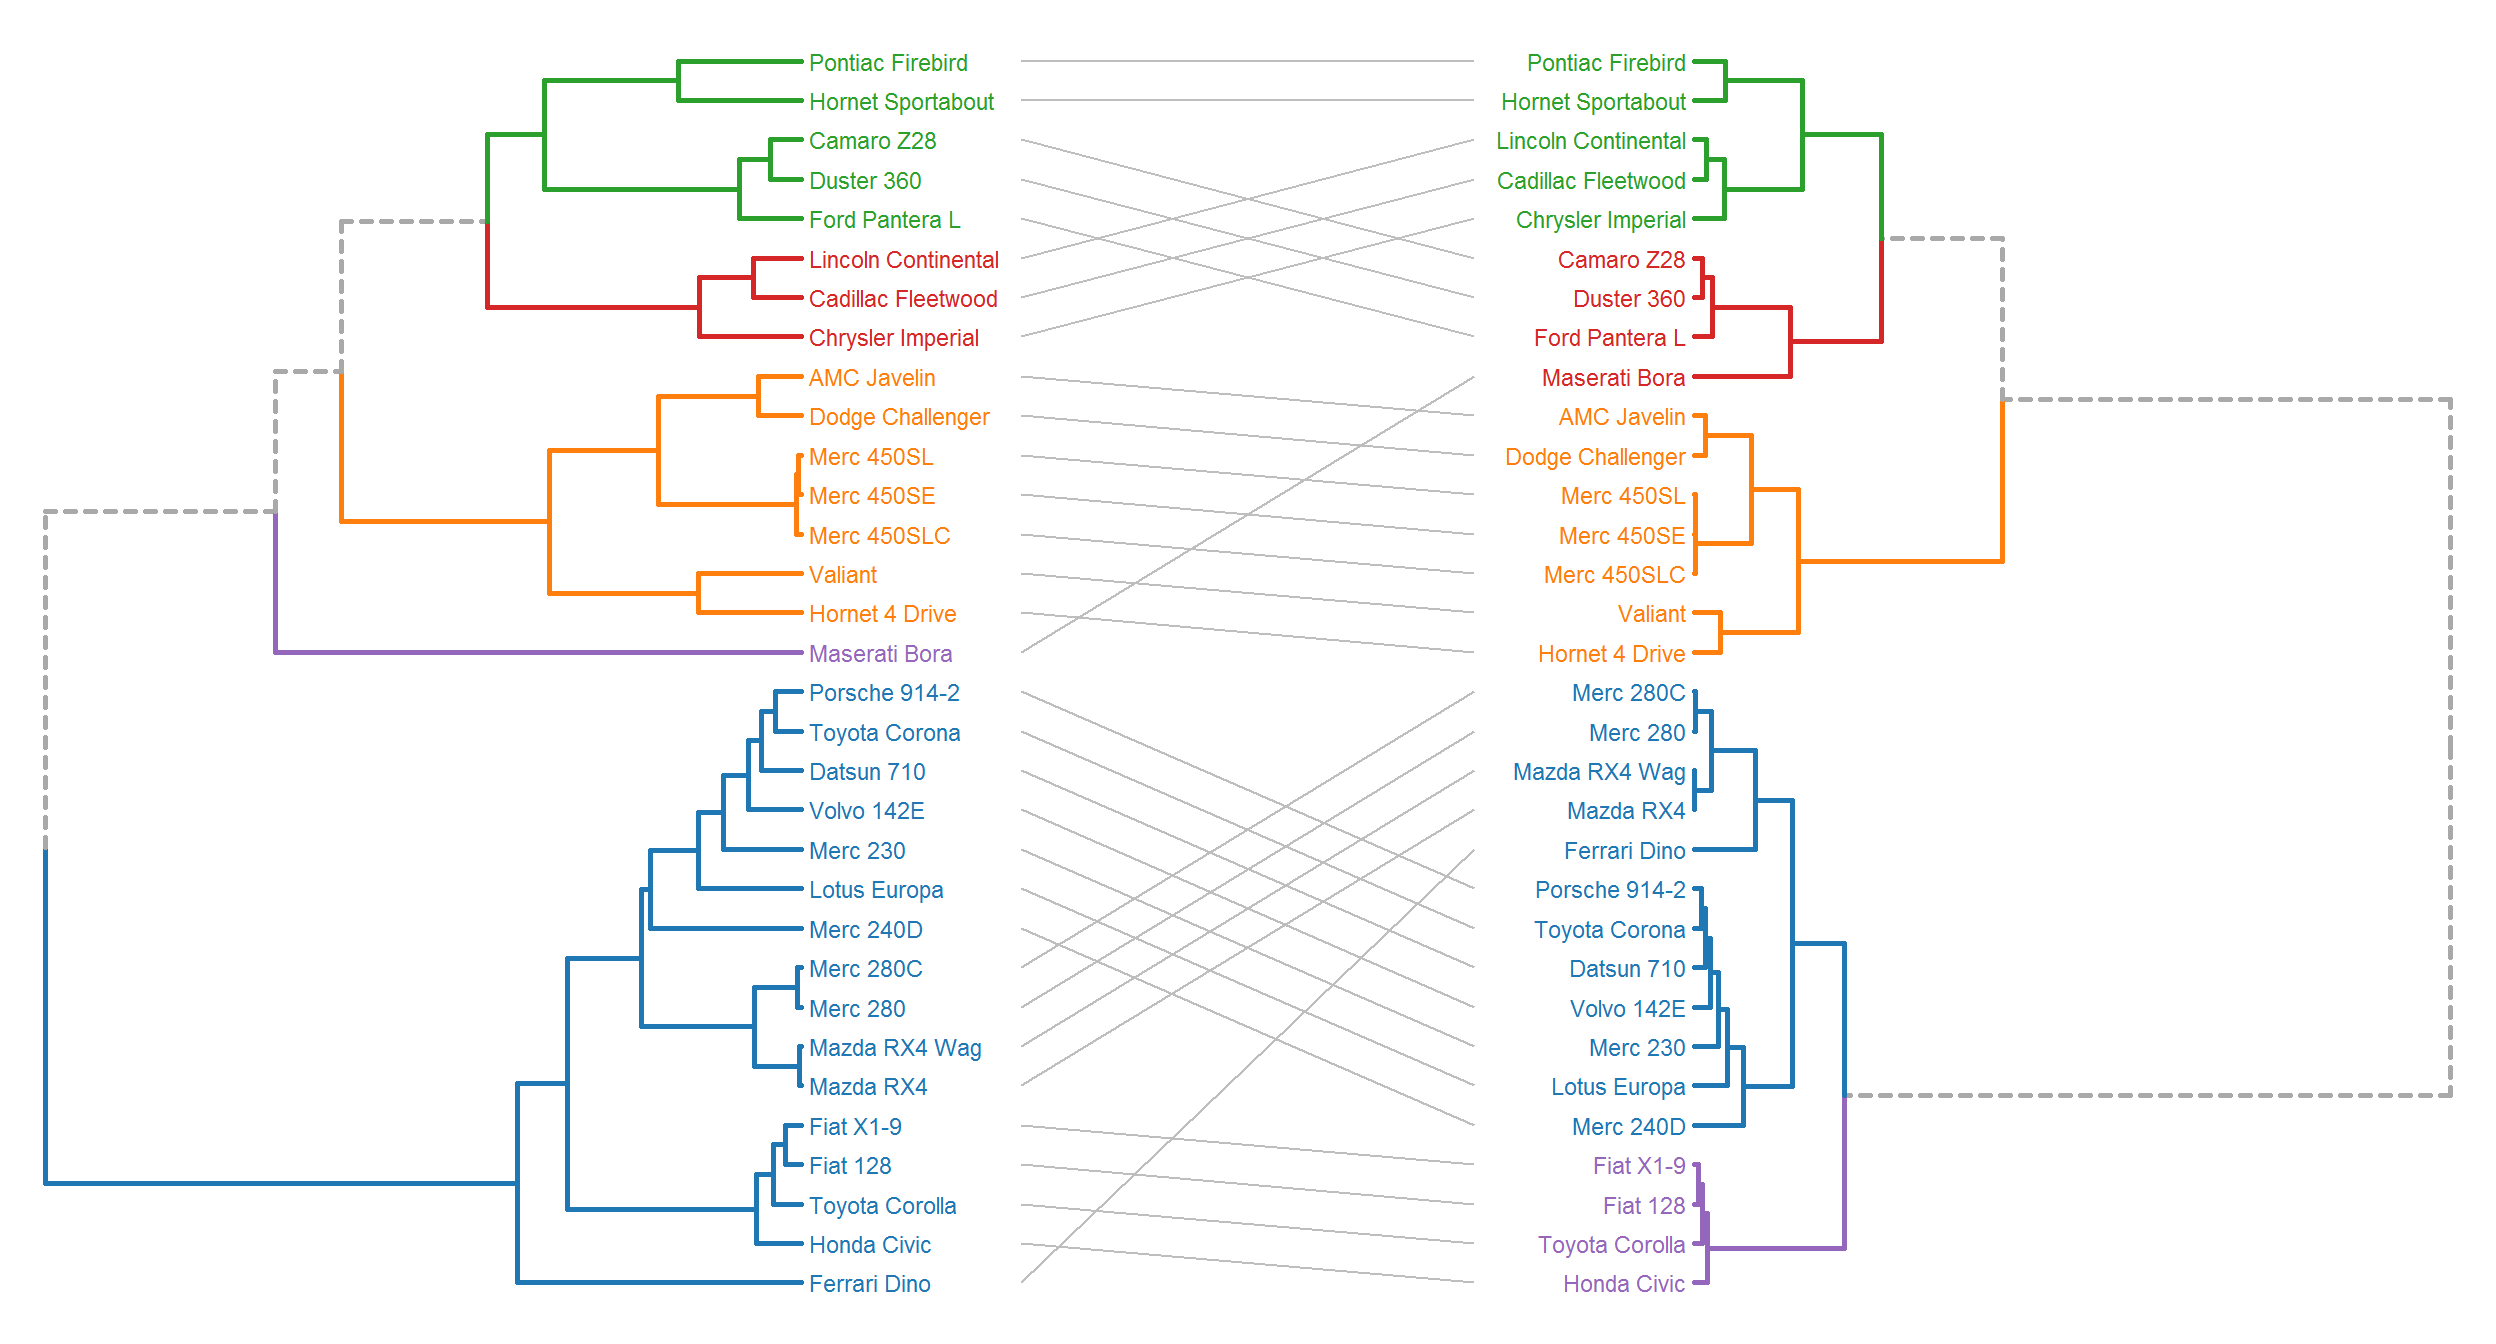 Pontiac Firebird
Hornet Sportabout
Camaro Z28
Duster 360
Ford Pantera L
Lincoln Continental
Cadillac Fleetwood
Chrysler Imperial
AMC Javelin
Dodge Challenger
Merc 450SL
Merc 450SE
Merc 450SLC
Valiant
Hornet 4 Drive
Maserati Bora
Porsche 914-2
Toyota Corona
Datsun 710
Volvo 142E
Merc 230
Lotus Europa
Merc 240D
Merc 280C
Merc 280
Mazda RX4 Wag
Mazda RX4
Fiat X1-9
Fiat 128
Toyota Corolla
Honda Civic
Ferrari Dino
Pontiac Firebird
Hornet Sportabout
Lincoln Continental
Cadillac Fleetwood
Chrysler Imperial
Camaro Z28
Duster 360
Ford Pantera L
Maserati Bora
AMC Javelin
Dodge Challenger
Merc 450SL
Merc 450SE
Merc 450SLC
Valiant
Hornet 4 Drive
Merc 280C
Merc 280
Mazda RX4 Wag
Mazda RX4
Ferrari Dino
Porsche 914-2
Toyota Corona
Datsun 710
Volvo 142E
Merc 230
Lotus Europa
Merc 240D
Fiat X1-9
Fiat 128
Toyota Corolla
Honda Civic